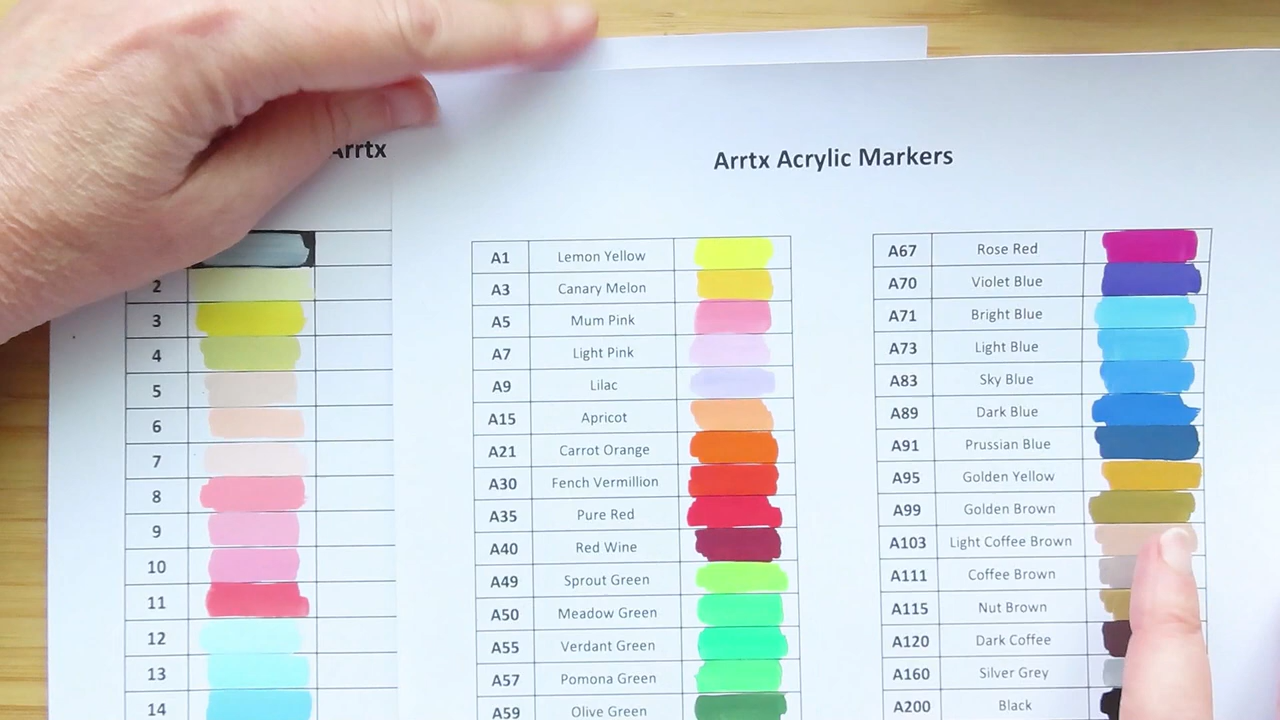 Arrtx
2
3
4
5
6
7
8
9
10
11
12
13
14
Arrtx Acrylic Markers
A1 Lemon Yellow
A3 Canary Melon
A5 Mum Pink
A7 Light Pink
A9 Lilac
A15 Apricot
A21 Carrot Orange
A30 Fench Vermillion
A35 Pure Red
A40 Red Wine
A49 Sprout Green
A50 Meadow Green
A55 Verdant Green
A57 Pomona Green
A59 Olive Green
A67 Rose Red
A70 Violet Blue
A71 Bright Blue
A73 Light Blue
A83 Sky Blue
A89 Dark Blue
A91 Prussian Blue
A95 Golden Yellow
A99 Golden Brown
A103 Light Coffee Brown
A111 Coffee Brown
A115 Nut Brown
A120 Dark Coffee
A160 Silver Grey
A200 Black